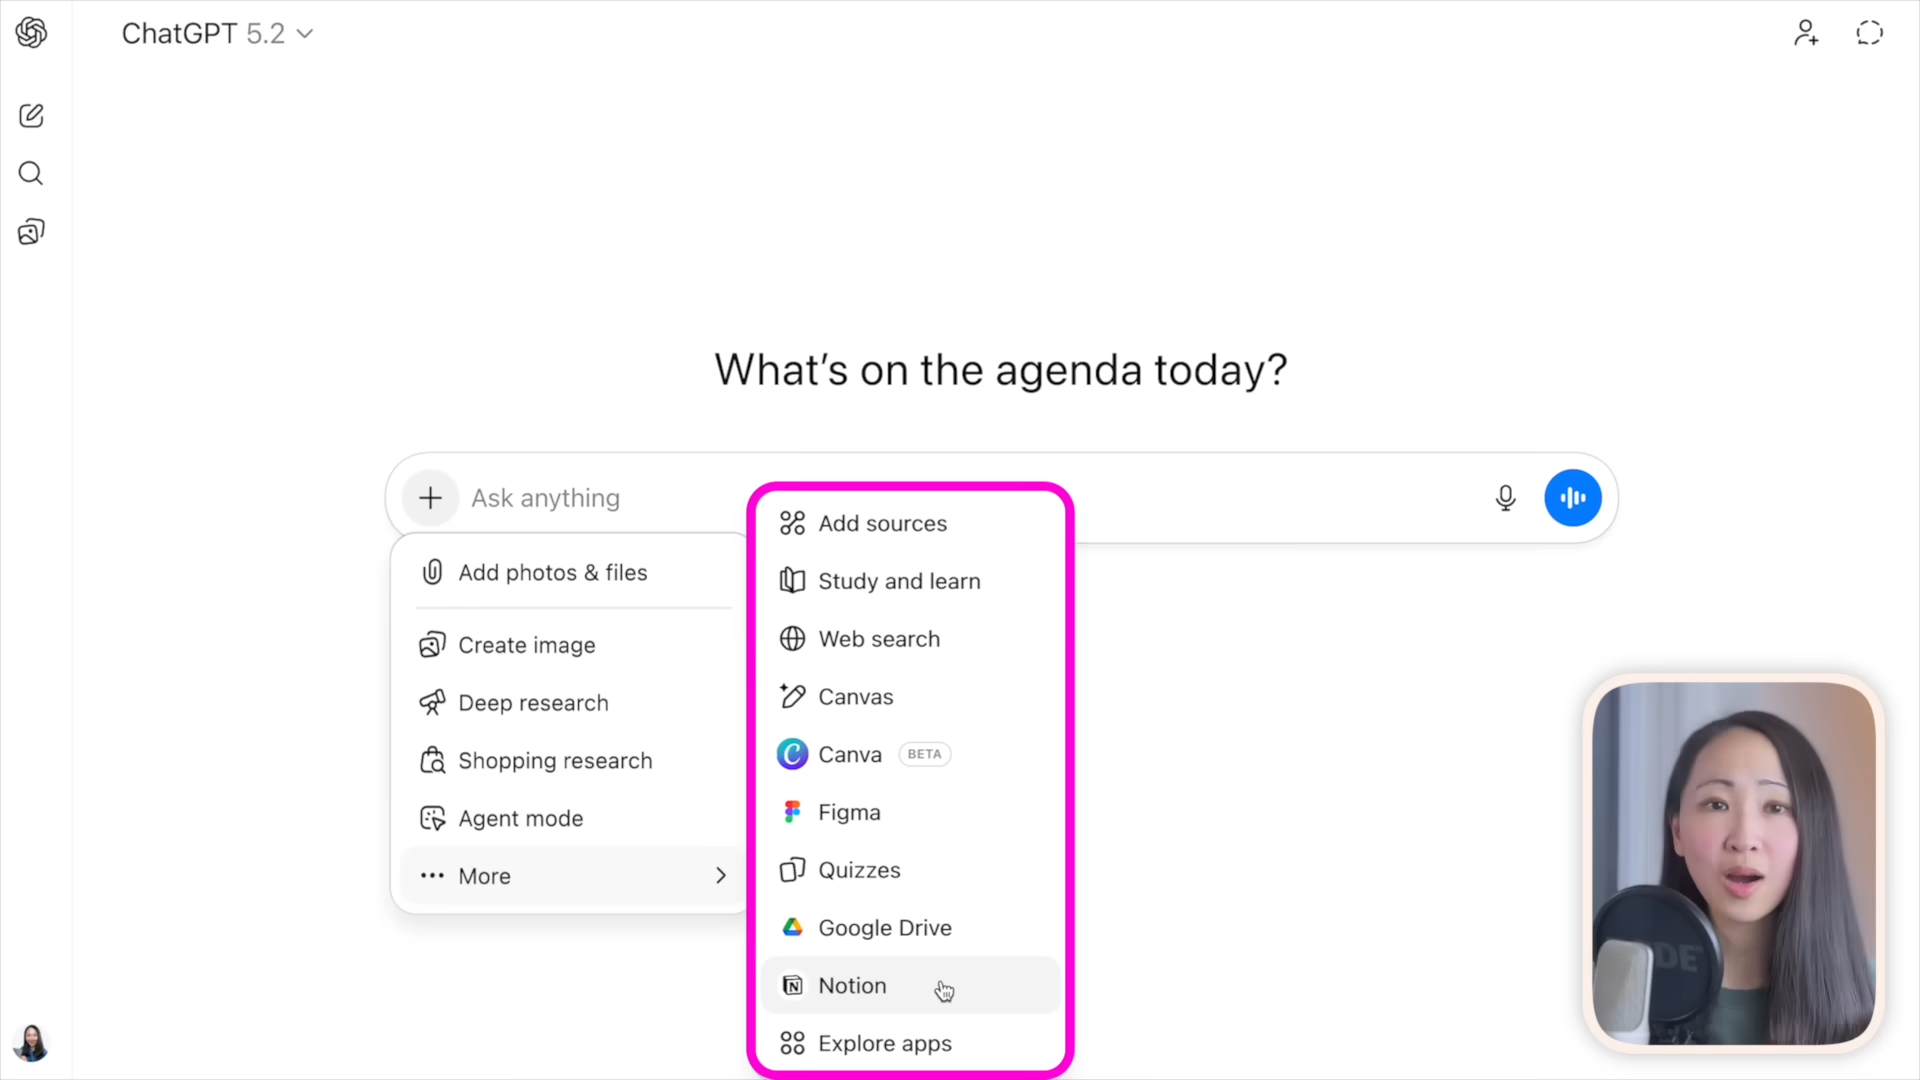 ChatGPT 5.2
What's on the agenda today?
Ask anything
Add photos & files
Create image
Deep research
Shopping research
Agent mode
More
Add sources
Study and learn
Web search
Canvas
Canva BETA
Figma
Quizzes
Google Drive
Notion
Explore apps